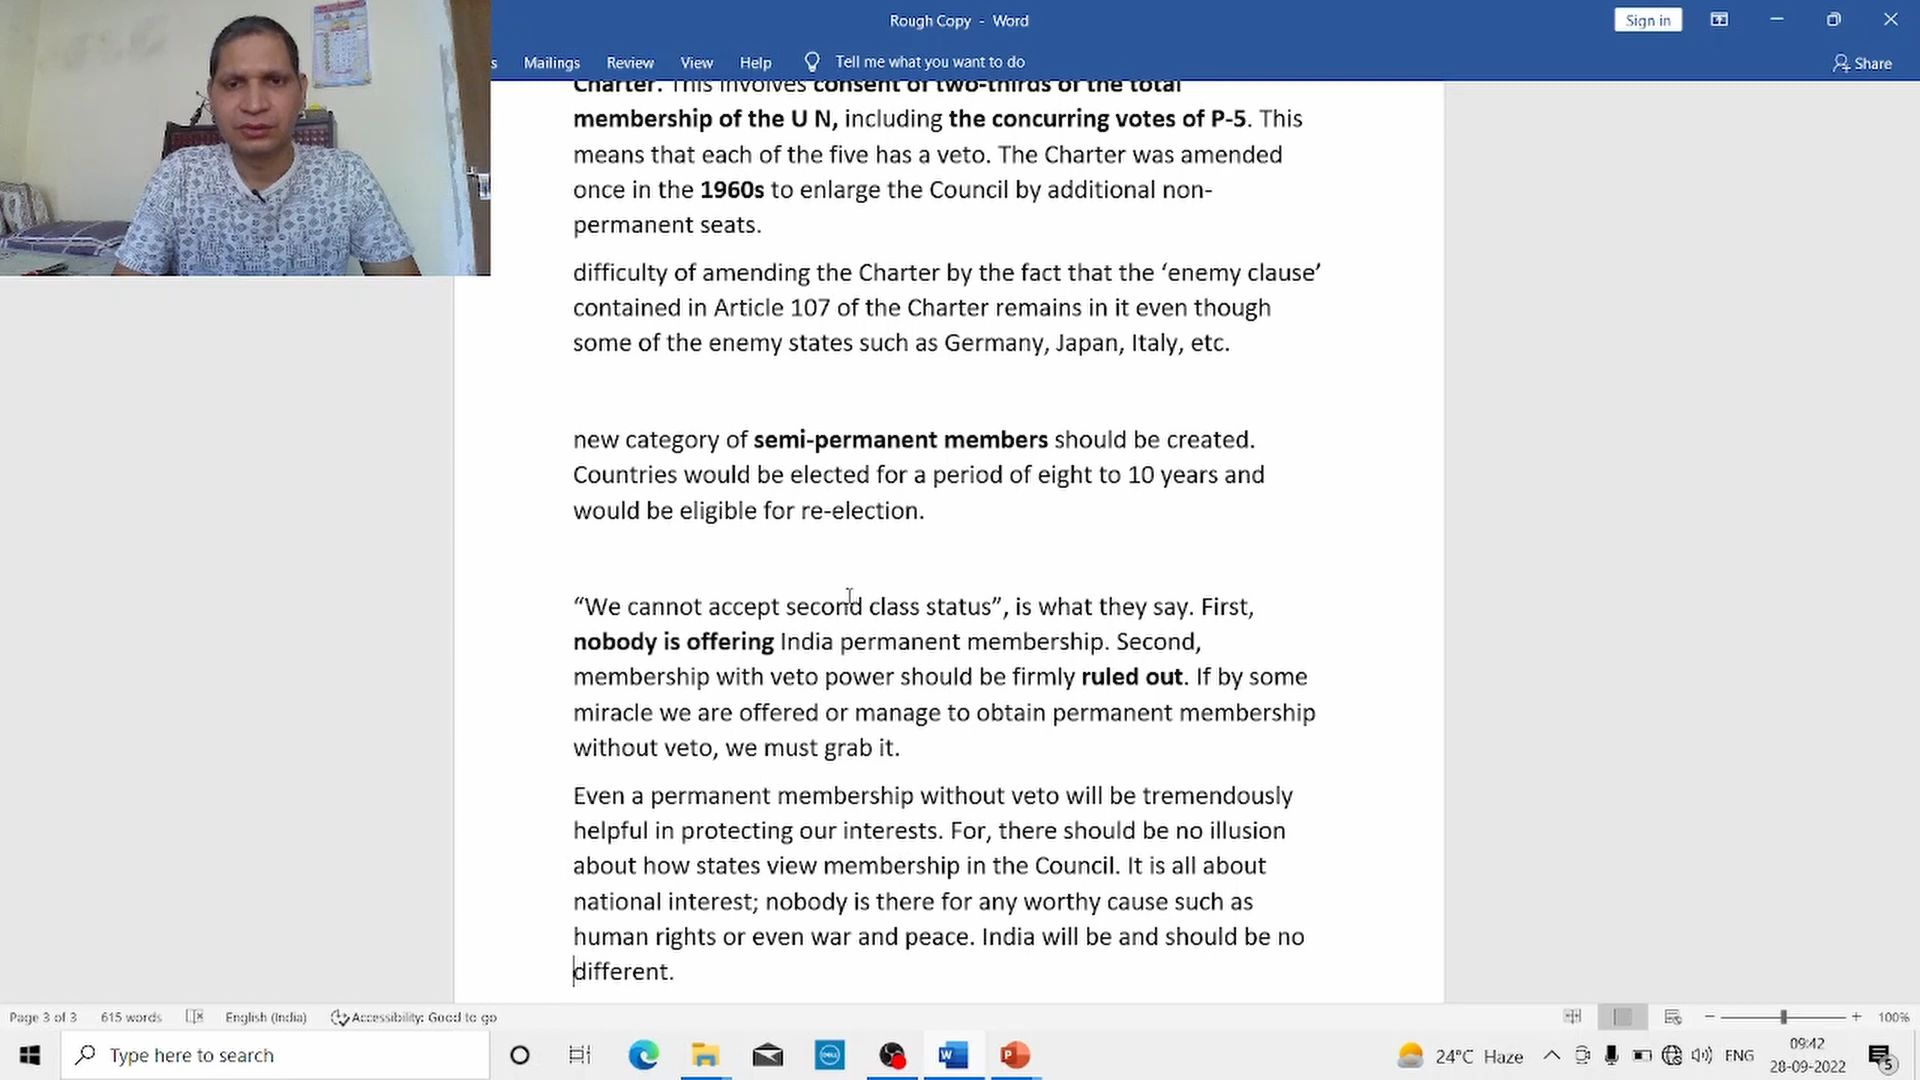 Rough Copy - Word
Sign in
Mailings Review View Help Tell me what you want to do
Share
Charter. This involves consent of two-thirds of the total
membership of the U N, including the concurring votes of P-5. This
means that each of the five has a veto. The Charter was amended
once in the 1960s to enlarge the Council by additional non-
permanent seats.
difficulty of amending the Charter by the fact that the ‘enemy clause’
contained in Article 107 of the Charter remains in it even though
some of the enemy states such as Germany, Japan, Italy, etc.
new category of semi-permanent members should be created.
Countries would be elected for a period of eight to 10 years and
would be eligible for re-election.
“We cannot accept second class status”, is what they say. First,
nobody is offering India permanent membership. Second,
membership with veto power should be firmly ruled out. If by some
miracle we are offered or manage to obtain permanent membership
without veto, we must grab it.
Even a permanent membership without veto will be tremendously
helpful in protecting our interests. For, there should be no illusion
about how states view membership in the Council. It is all about
national interest; nobody is there for any worthy cause such as
human rights or even war and peace. India will be and should be no
different.
Page 3 of 3 615 words English (India) Accessibility: Good to go
100%
Type here to search
DELL
W
P
24°C Haze
ENG
09:42
28-09-2022
5